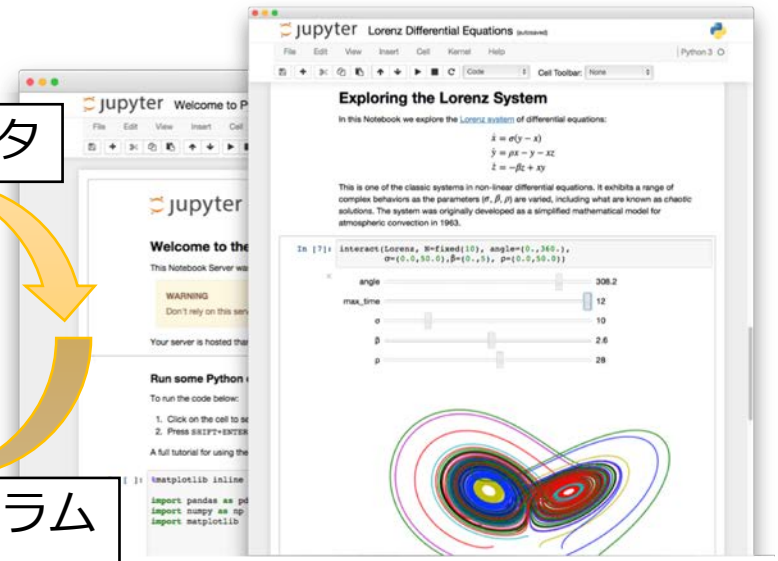 jupyter Lorenz Differential Equations (autosaved)
File Edit View Insert Cell Kernel Help
Python 3 O
Code
Cell Toolbar: None
Exploring the Lorenz System
In this Notebook we explore the Lorenz system of differential equations:
ẋ = σ(y − x)
ẏ = ρx − y − xz
ż = −βz + xy
This is one of the classic systems in non-linear differential equations. It exhibits a range of
complex behaviors as the parameters (σ, β, ρ) are varied, including what are known as chaotic
solutions. The system was originally developed as a simplified mathematical model for
atmospheric convection in 1963.
In [7]: interact(Lorenz, N=fixed(10), angle=(0.,360.),
σ=(0.0,50.0),β=(0.,5), ρ=(0.0,50.0))
angle 308.2
max_time 12
σ 10
β 2.6
ρ 28
jupyter Welcome to P
File Edit View Insert Cell
タ
jupyter
Welcome to the
This Notebook Server was
WARNING
Don't rely on this serv
Your server is hosted than
Run some Python
To run the code below:
1. Click on the cell to se
2. Press SHIFT+ENTER
A full tutorial for using the
[ ]: %matplotlib inline
import pandas as pd
import numpy as np
import matplotlib
ラム